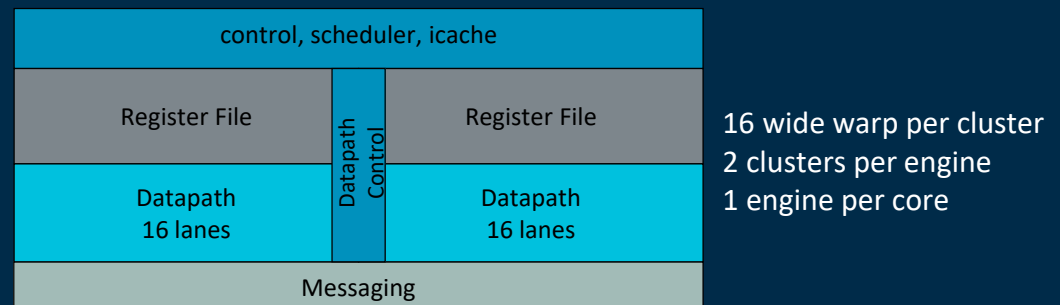 control, scheduler, icache
Register File
Datapath
Control
Register File
Datapath
16 lanes
Datapath
16 lanes
Messaging
16 wide warp per cluster
2 clusters per engine
1 engine per core